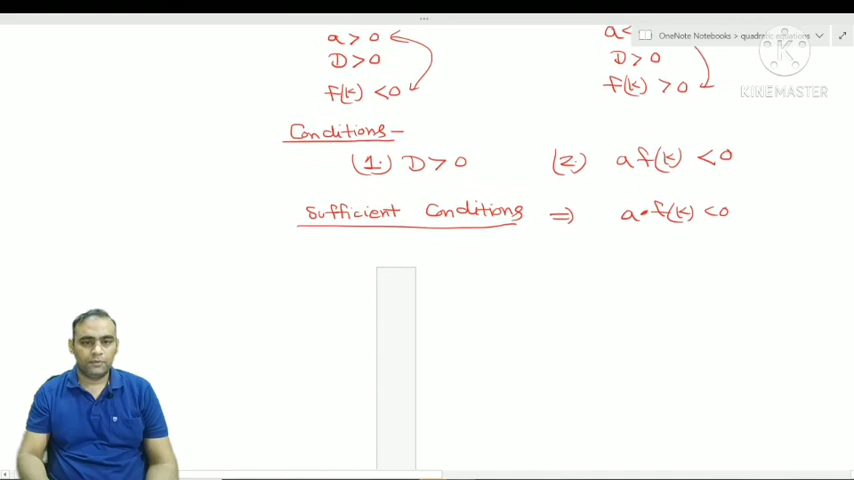 a > 0
a<
OneNote Notebooks > quadratic equations
D > 0
D > 0
f(k) < 0
f(k) > 0
KINEMASTER
Conditions—
(1.) D > 0 (2.) a f(k) < 0
Sufficient Conditions ⇒ a•f(k) < 0